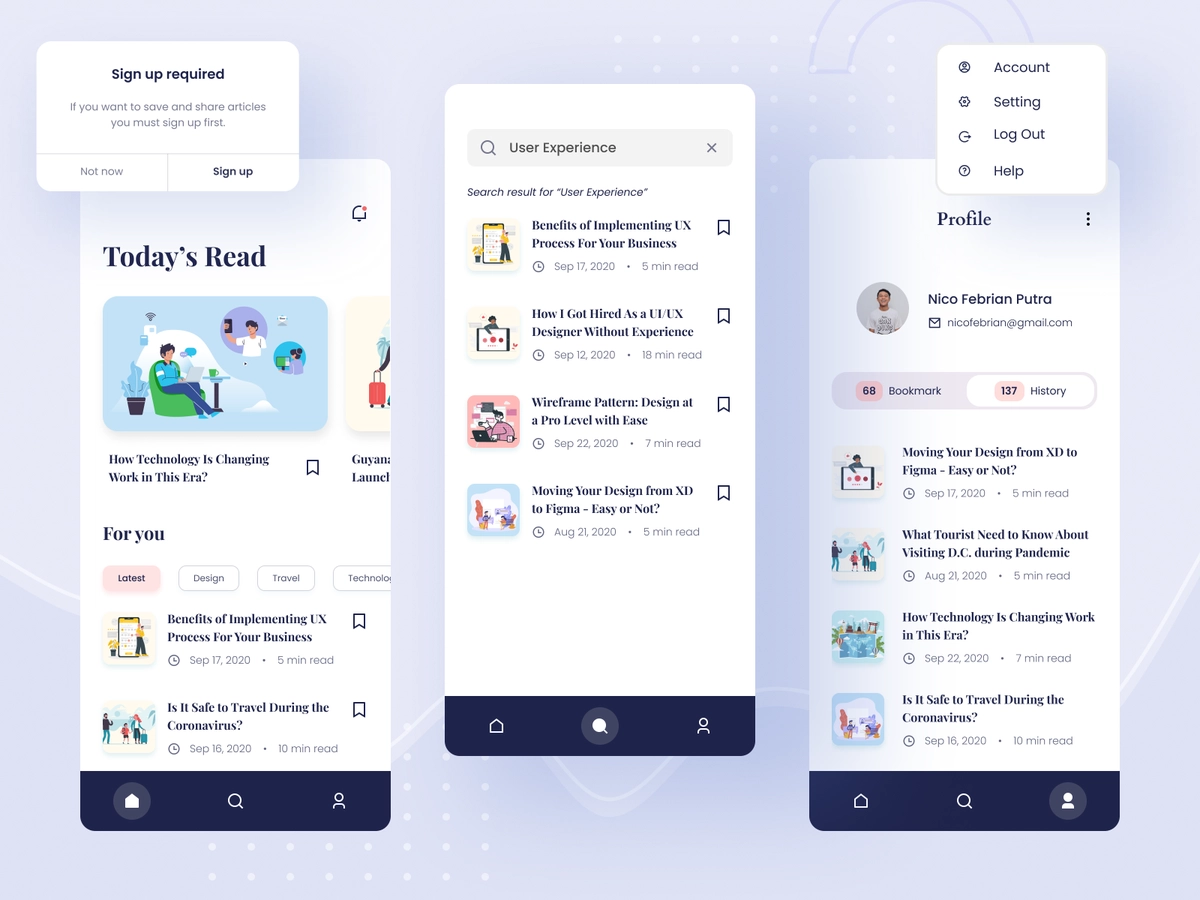 Sign up required
If you want to save and share articles
you must sign up first.
Not now
Sign up
Today’s Read
How Technology Is Changing
Work in This Era?
Guyana
Launch
For you
Latest
Design
Travel
Technolog
Benefits of Implementing UX
Process For Your Business
Sep 17, 2020 • 5 min read
Is It Safe to Travel During the
Coronavirus?
Sep 16, 2020 • 10 min read
User Experience
Search result for “User Experience”
Benefits of Implementing UX
Process For Your Business
Sep 17, 2020 • 5 min read
How I Got Hired As a UI/UX
Designer Without Experience
Sep 12, 2020 • 18 min read
Wireframe Pattern: Design at
a Pro Level with Ease
Sep 22, 2020 • 7 min read
Moving Your Design from XD
to Figma - Easy or Not?
Aug 21, 2020 • 5 min read
Account
Setting
Log Out
Help
Profile
Nico Febrian Putra
nicofebrian@gmail.com
68 Bookmark
137 History
Moving Your Design from XD to
Figma - Easy or Not?
Sep 17, 2020 • 5 min read
What Tourist Need to Know About
Visiting D.C. during Pandemic
Aug 21, 2020 • 5 min read
How Technology Is Changing Work
in This Era?
Sep 22, 2020 • 7 min read
Is It Safe to Travel During the
Coronavirus?
Sep 16, 2020 • 10 min read